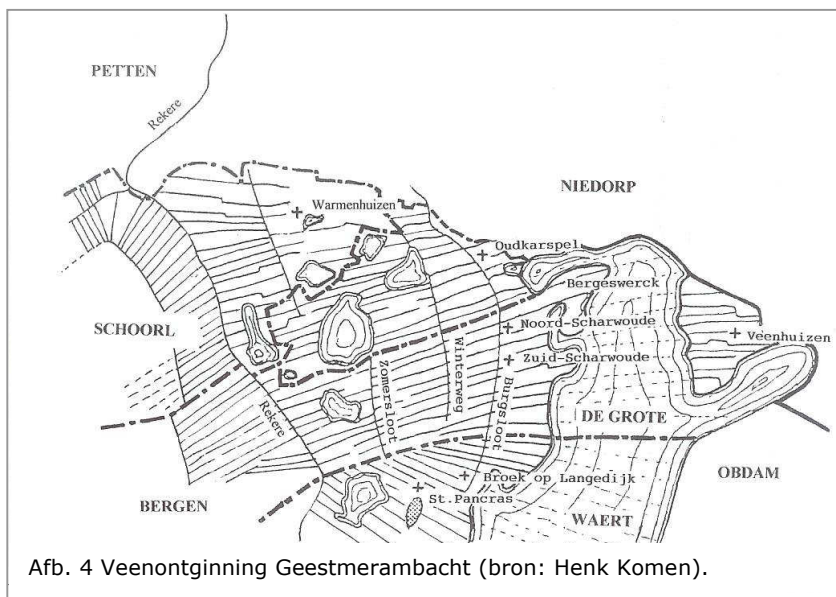 PETTEN
Rekere
NIEDORP
Warmenhuizen
Oudkarspel
Bergeswerck
SCHOORL
Noord-Scharwoude
Veenhuizen
Zuid-Scharwoude
Zomersloot
Winterweg
Burgsloot
Rekere
DE GROTE
OBDAM
BERGEN
Broek op Langedijk
St.Pancras
WAERT
Afb. 4 Veenontginning Geestmerambacht (bron: Henk Komen).